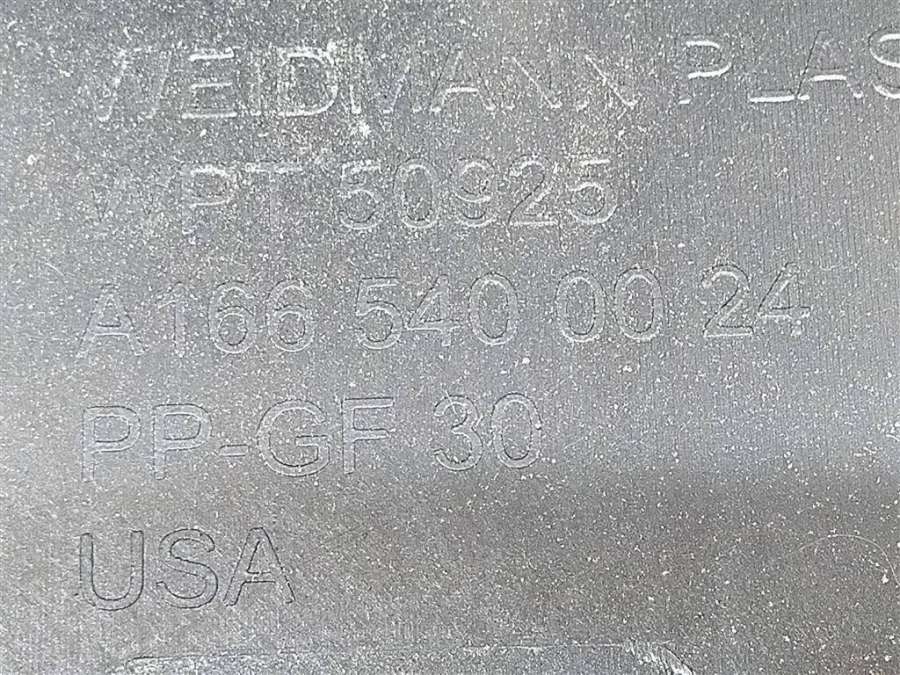 WEIDMANN PLAS
WPT 50925
A166 540 00 24
PP-GF 30
USA